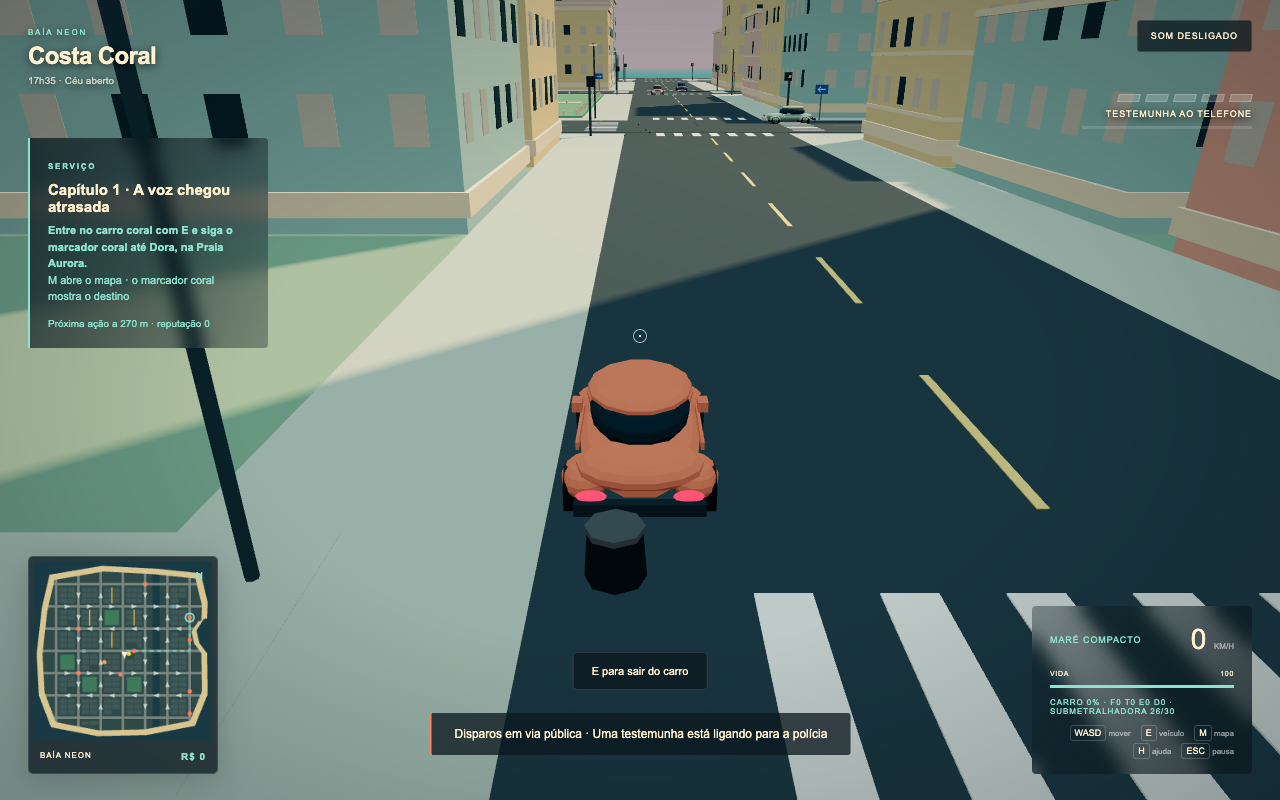 BAÍA NEON
Costa Coral
17h35 · Céu aberto
SOM DESLIGADO
TESTEMUNHA AO TELEFONE
SERVIÇO
Capítulo 1 · A voz chegou
atrasada
Entre no carro coral com E e siga o
marcador coral até Dora, na Praia
Aurora.
M abre o mapa · o marcador coral
mostra o destino
Próxima ação a 270 m · reputação 0
E para sair do carro
Disparos em via pública · Uma testemunha está ligando para a polícia
BAÍA NEON R$ 0
MARÉ COMPACTO 0 KM/H
VIDA 100
CARRO 0% · F0 T0 E0 D0 ·
SUBMETRALHADORA 26/30
WASD mover E veículo M mapa
H ajuda ESC pausa